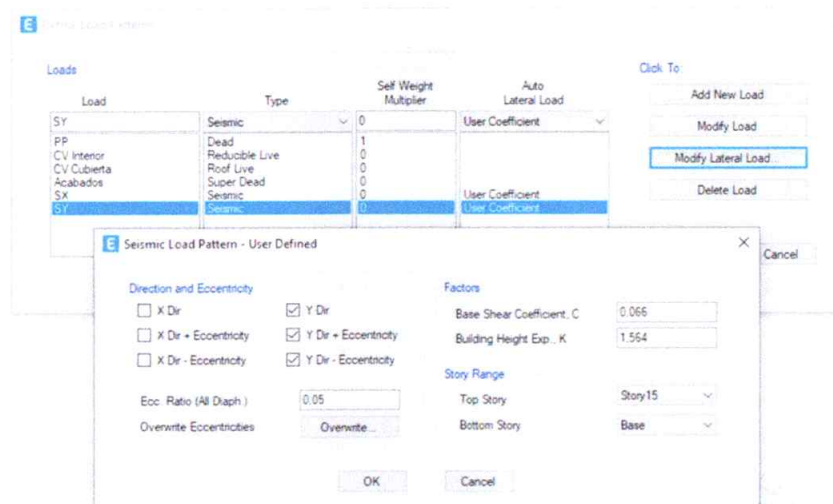 E Define Load Patterns
Loads
Click To:
Load Type Self Weight Multiplier Auto Lateral Load
SY Seismic 0 User Coefficient
PP Dead 1
CV Interior Reducible Live 0
CV Cubierta Roof Live 0
Acabados Super Dead 0
SX Seismic 0 User Coefficient
SY Seismic 0 User Coefficient
Add New Load
Modify Load
Modify Lateral Load...
Delete Load
Cancel
E Seismic Load Pattern - User Defined
Direction and Eccentricity
X Dir Y Dir
X Dir + Eccentricity Y Dir + Eccentricity
X Dir - Eccentricity Y Dir - Eccentricity
Ecc. Ratio (All Diaph.) 0.05
Overwrite Eccentricities Overwrite...
Factors
Base Shear Coefficient, C 0.066
Building Height Exp., K 1.564
Story Range
Top Story Story15
Bottom Story Base
OK Cancel